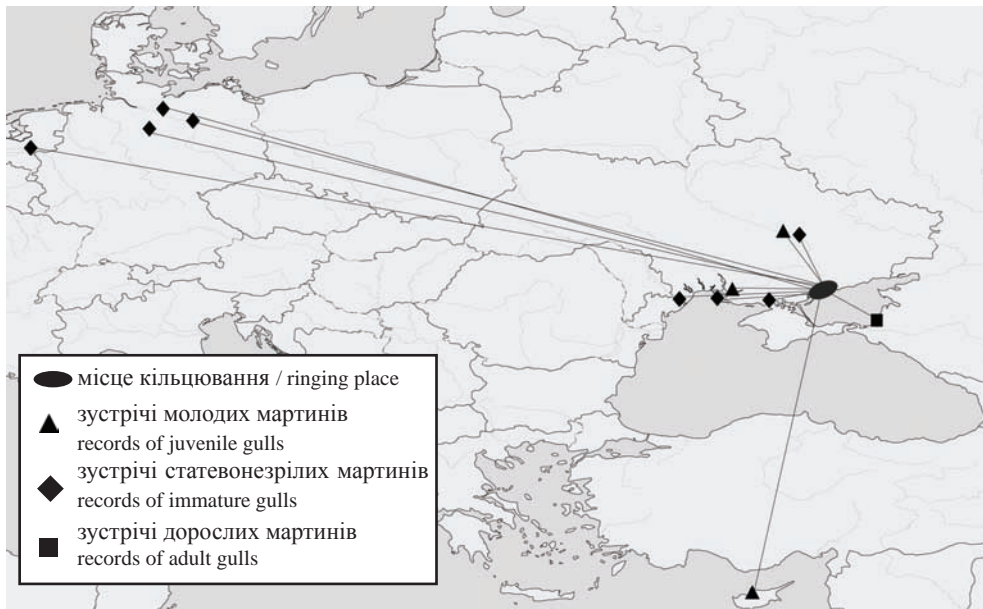 місце кільцювання / ringing place
зустрічі молодих мартинів
records of juvenile gulls
зустрічі статевонезрілих мартинів
records of immature gulls
зустрічі дорослих мартинів
records of adult gulls